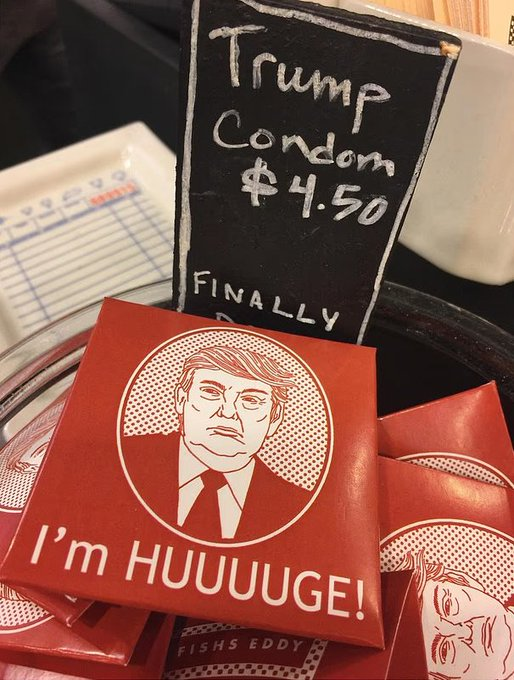 Trump
Condom
$4.50
FINALLY
I'm HUUUUGE!
FISHS EDDY